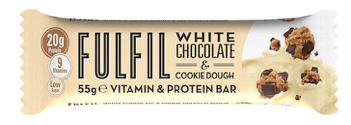 20g
Protein
9
Vitamins
Low
Sugar
FULFIL
WHITE
CHOCOLATE
&
COOKIE DOUGH
55g℮ VITAMIN & PROTEIN BAR